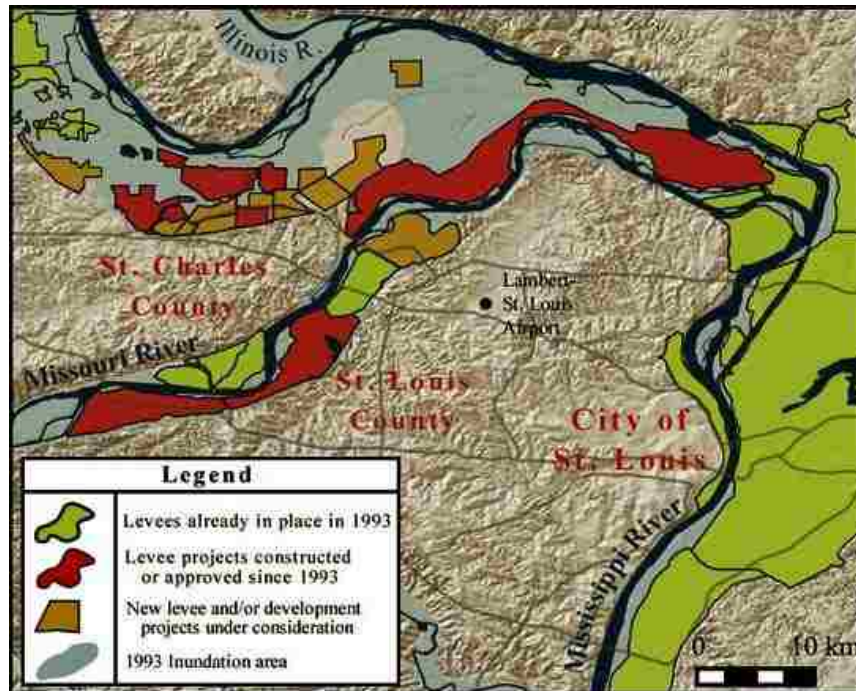 Illinois R.
St. Charles
County
Lambert-
St. Louis
Airport
Missouri River
St. Louis
County
City of
St. Louis
Mississippi River
0 10 km
Legend
Levees already in place in 1993
Levee projects constructed
or approved since 1993
New levee and/or development
projects under consideration
1993 Inundation area